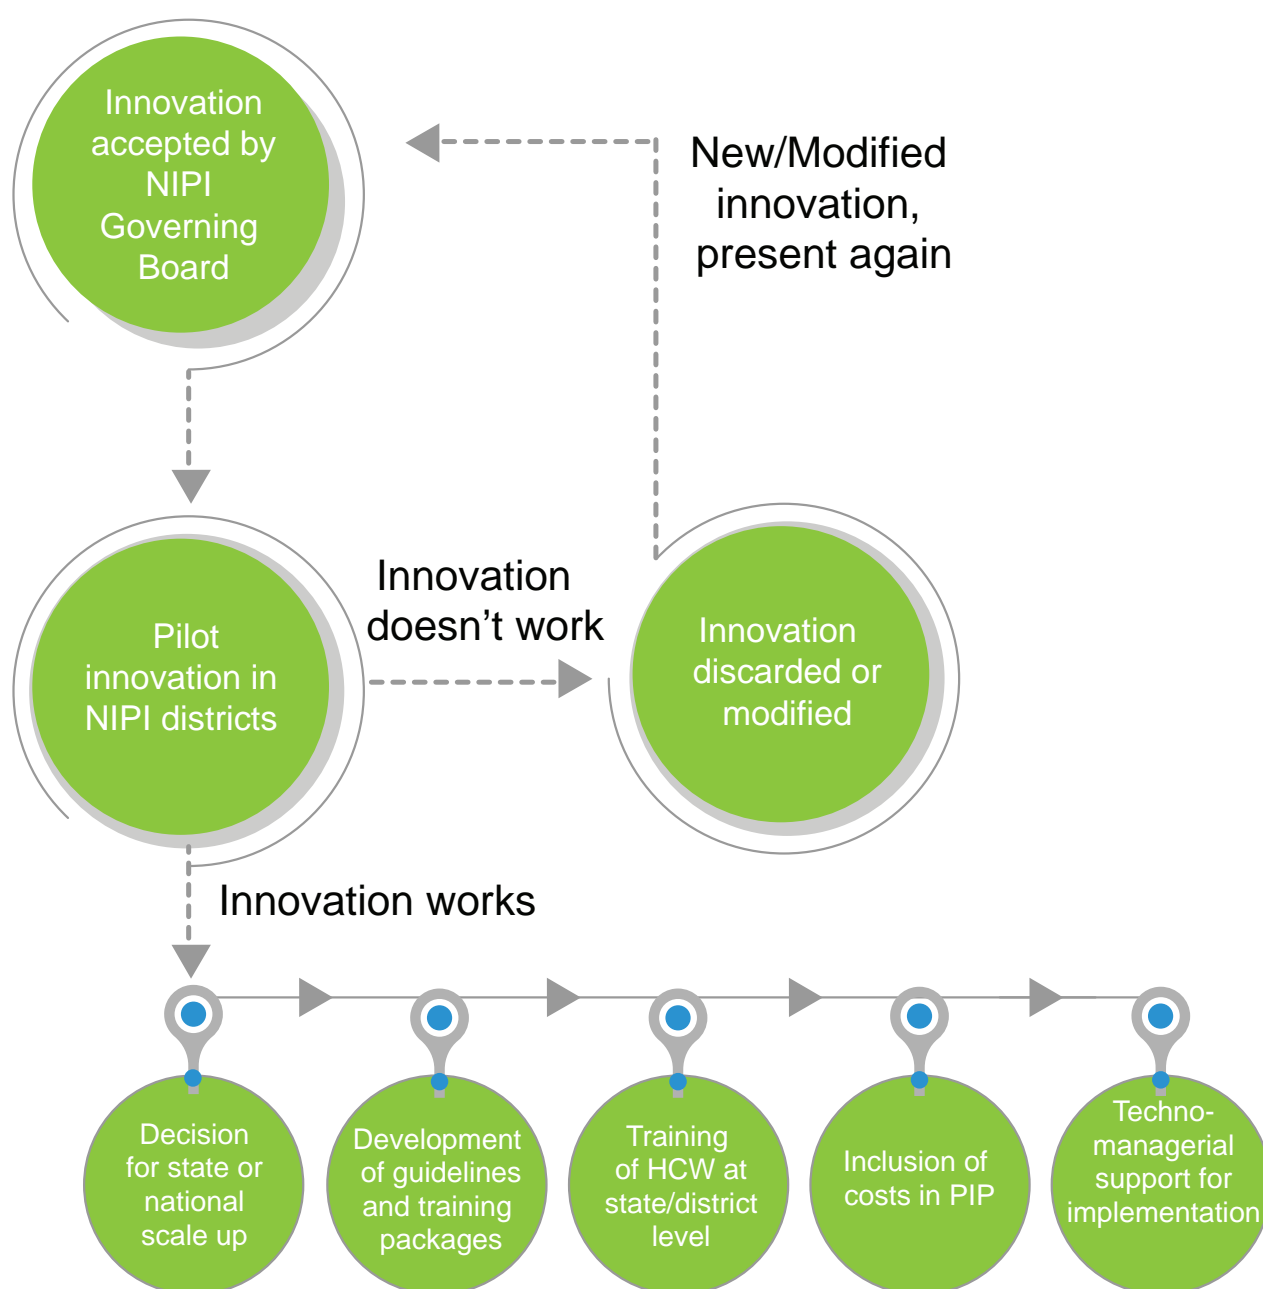 Innovation
accepted by
NIPI
Governing
Board
New/Modified
innovation,
present again
Pilot
innovation in
NIPI districts
Innovation
doesn’t work
Innovation
discarded or
modified
Innovation works
Decision
for state or
national
scale up
Development
of guidelines
and training
packages
Training
of HCW at
state/district
level
Inclusion of
costs in PIP
Techno-
managerial
support for
implementation